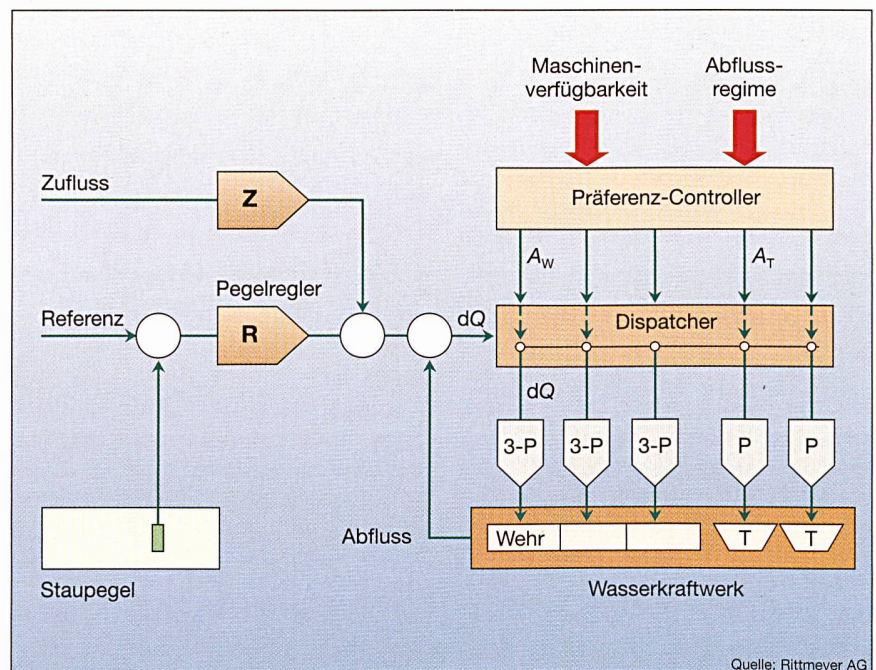 Maschinen-
verfügbarkeit
Abfluss-
regime
Zufluss
Z
Präferenz-Controller
A_W
A_T
Pegelregler
Referenz
R
dQ
Dispatcher
dQ
3-P
3-P
3-P
P
P
Abfluss
Wehr
T
T
Staupegel
Wasserkraftwerk
Quelle: Rittmeyer AG